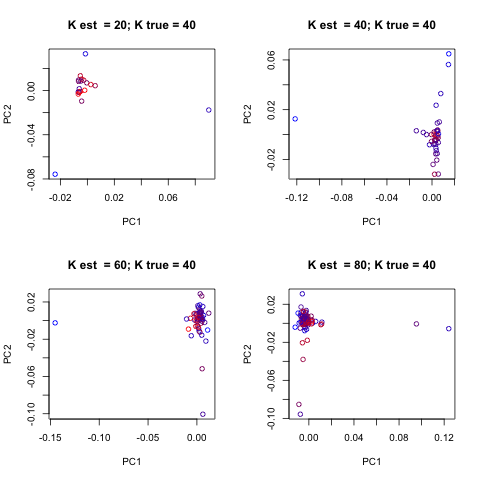 K est  = 20; K true = 40
PC2
0.00
-0.04
-0.08
-0.02
0.02
0.06
PC1
K est  = 40; K true = 40
PC2
0.06
0.02
-0.02
-0.12
-0.08
-0.04
0.00
PC1
K est  = 60; K true = 40
PC2
0.02
-0.02
-0.06
-0.10
-0.15
-0.10
-0.05
0.00
PC1
K est  = 80; K true = 40
PC2
0.02
-0.02
-0.06
-0.10
0.00
0.04
0.08
0.12
PC1